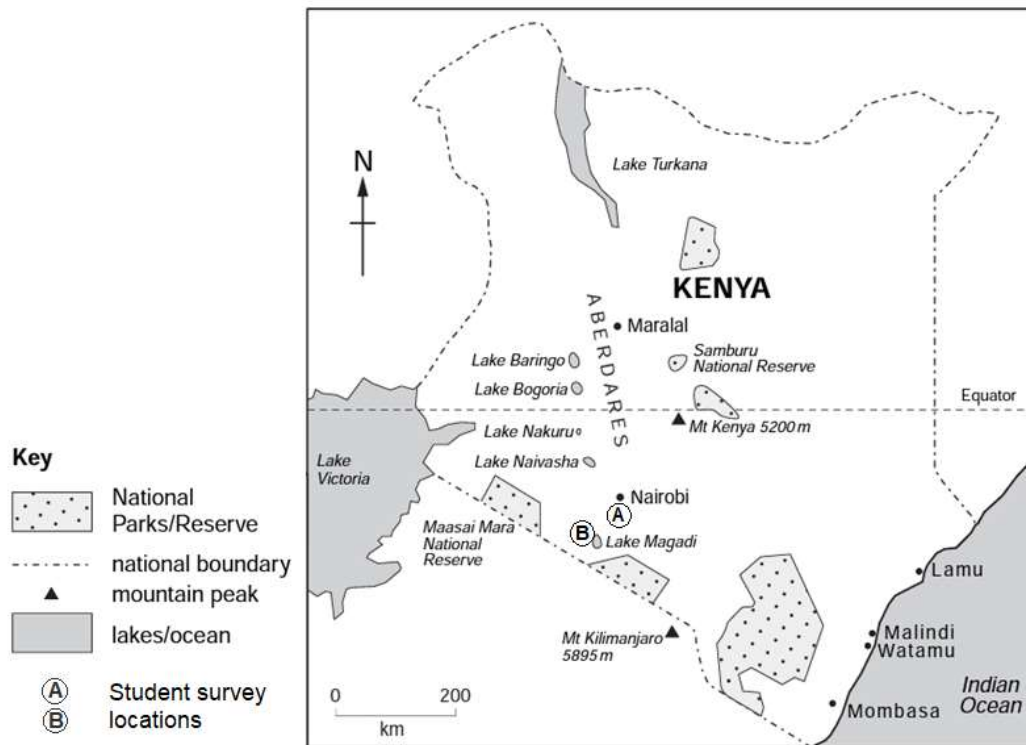 N
Lake Turkana
KENYA
ABERDARES
Maralal
Lake Baringo
Samburu
National Reserve
Lake Bogoria
Equator
Mt Kenya 5200 m
Lake Nakuru
Lake Naivasha
Lake
Victoria
Nairobi
A
Maasai Mara
National
Reserve
B
Lake Magadi
Lamu
Mt Kilimanjaro
5895 m
Malindi
Watamu
Indian
Ocean
Mombasa
0 200
km
Key
National
Parks/Reserve
national boundary
mountain peak
lakes/ocean
A Student survey
B locations